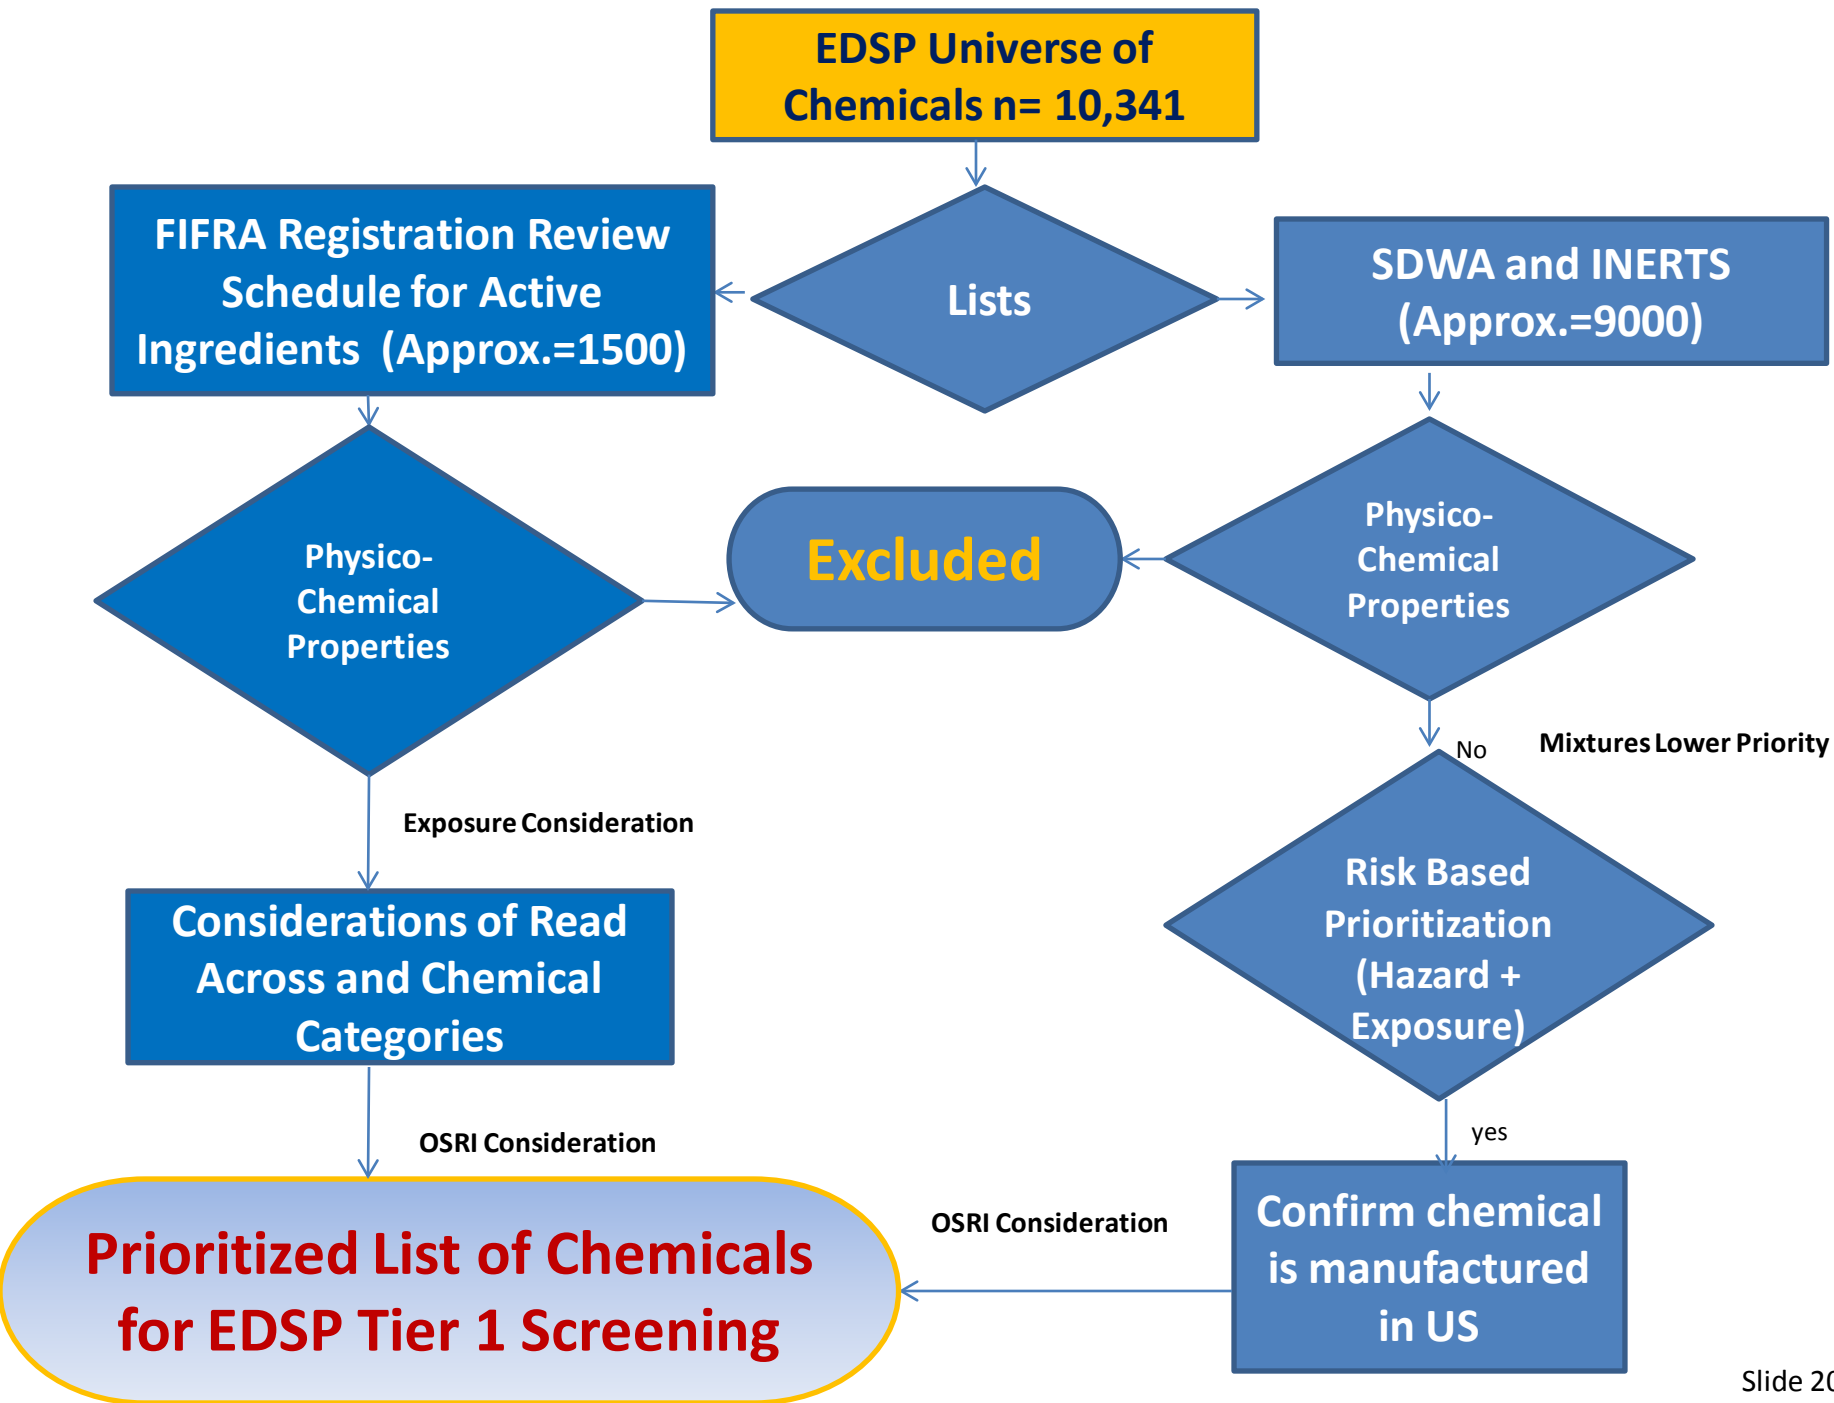 EDSP Universe of
Chemicals n= 10,341
FIFRA Registration Review
Schedule for Active
Ingredients (Approx.=1500)
Lists
SDWA and INERTS
(Approx.=9000)
Physico-
Chemical
Properties
Excluded
Physico-
Chemical
Properties
No
Mixtures Lower Priority
Exposure Consideration
Considerations of Read
Across and Chemical
Categories
Risk Based
Prioritization
(Hazard +
Exposure)
OSRI Consideration
yes
Prioritized List of Chemicals
for EDSP Tier 1 Screening
OSRI Consideration
Confirm chemical
is manufactured
in US
Slide 20